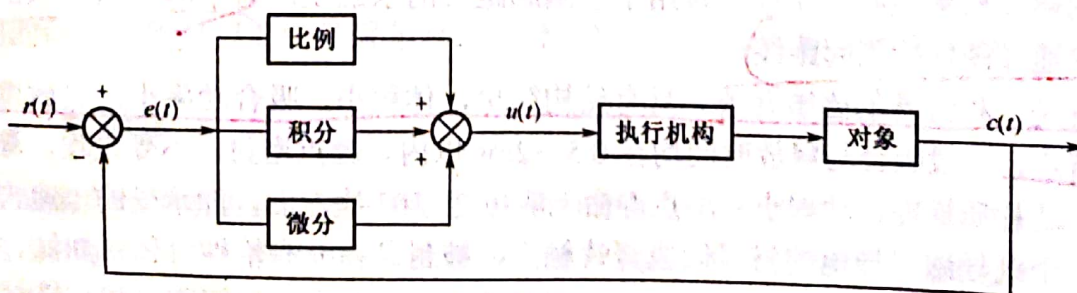 比例
+
r(t)
e(t)
积分
+
+
u(t)
执行机构
对象
c(t)
−
微分